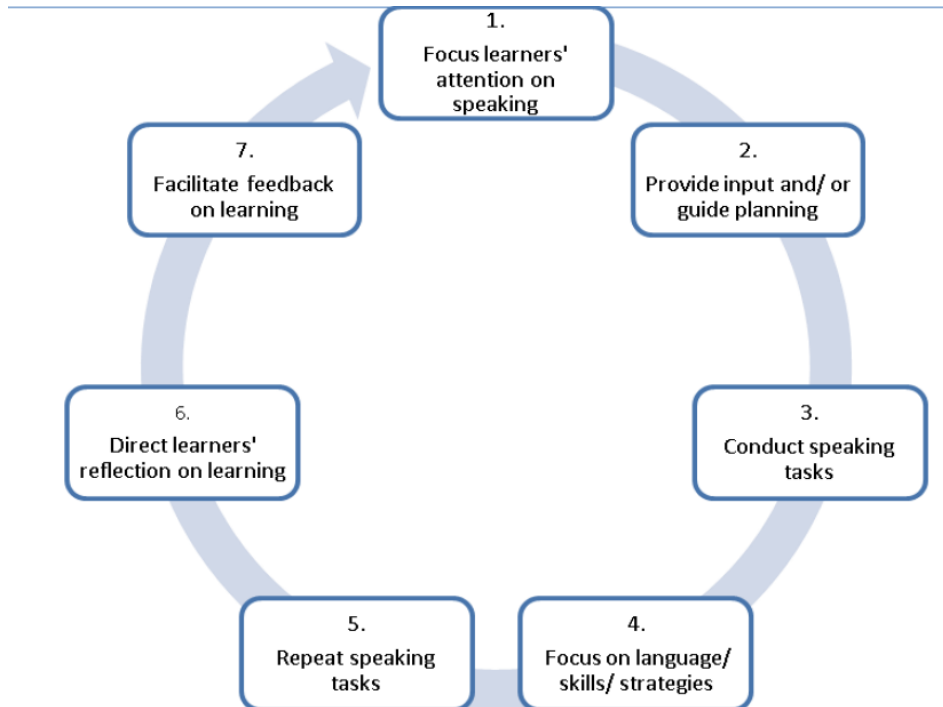 1.
Focus learners'
attention on
speaking
2.
Provide input and/ or
guide planning
3.
Conduct speaking
tasks
4.
Focus on language/
skills/ strategies
5.
Repeat speaking
tasks
6.
Direct learners'
reflection on learning
7.
Facilitate feedback
on learning